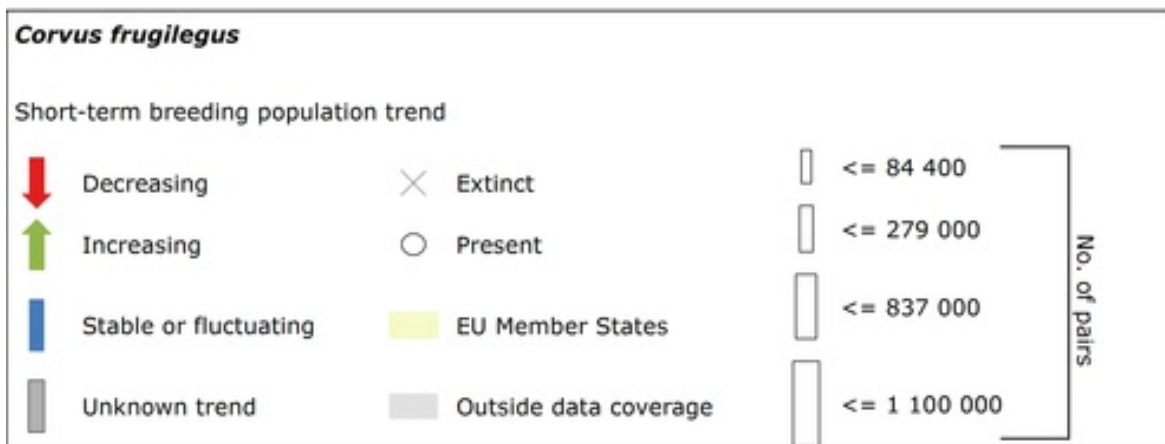 Corvus frugilegus
Short-term breeding population trend
Decreasing
Extinct
<= 84 400
Increasing
Present
<= 279 000
Stable or fluctuating
EU Member States
<= 837 000
Unknown trend
Outside data coverage
<= 1 100 000
No. of pairs